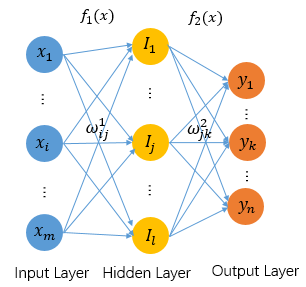 f₁(x) f₂(x)
x₁ I₁ y₁
⋮ ⋮ ⋮
ω¹ᵢⱼ ω²ⱼₖ
xᵢ Iⱼ yₖ
⋮ ⋮ ⋮
xₘ Iₗ yₙ
Input Layer Hidden Layer Output Layer